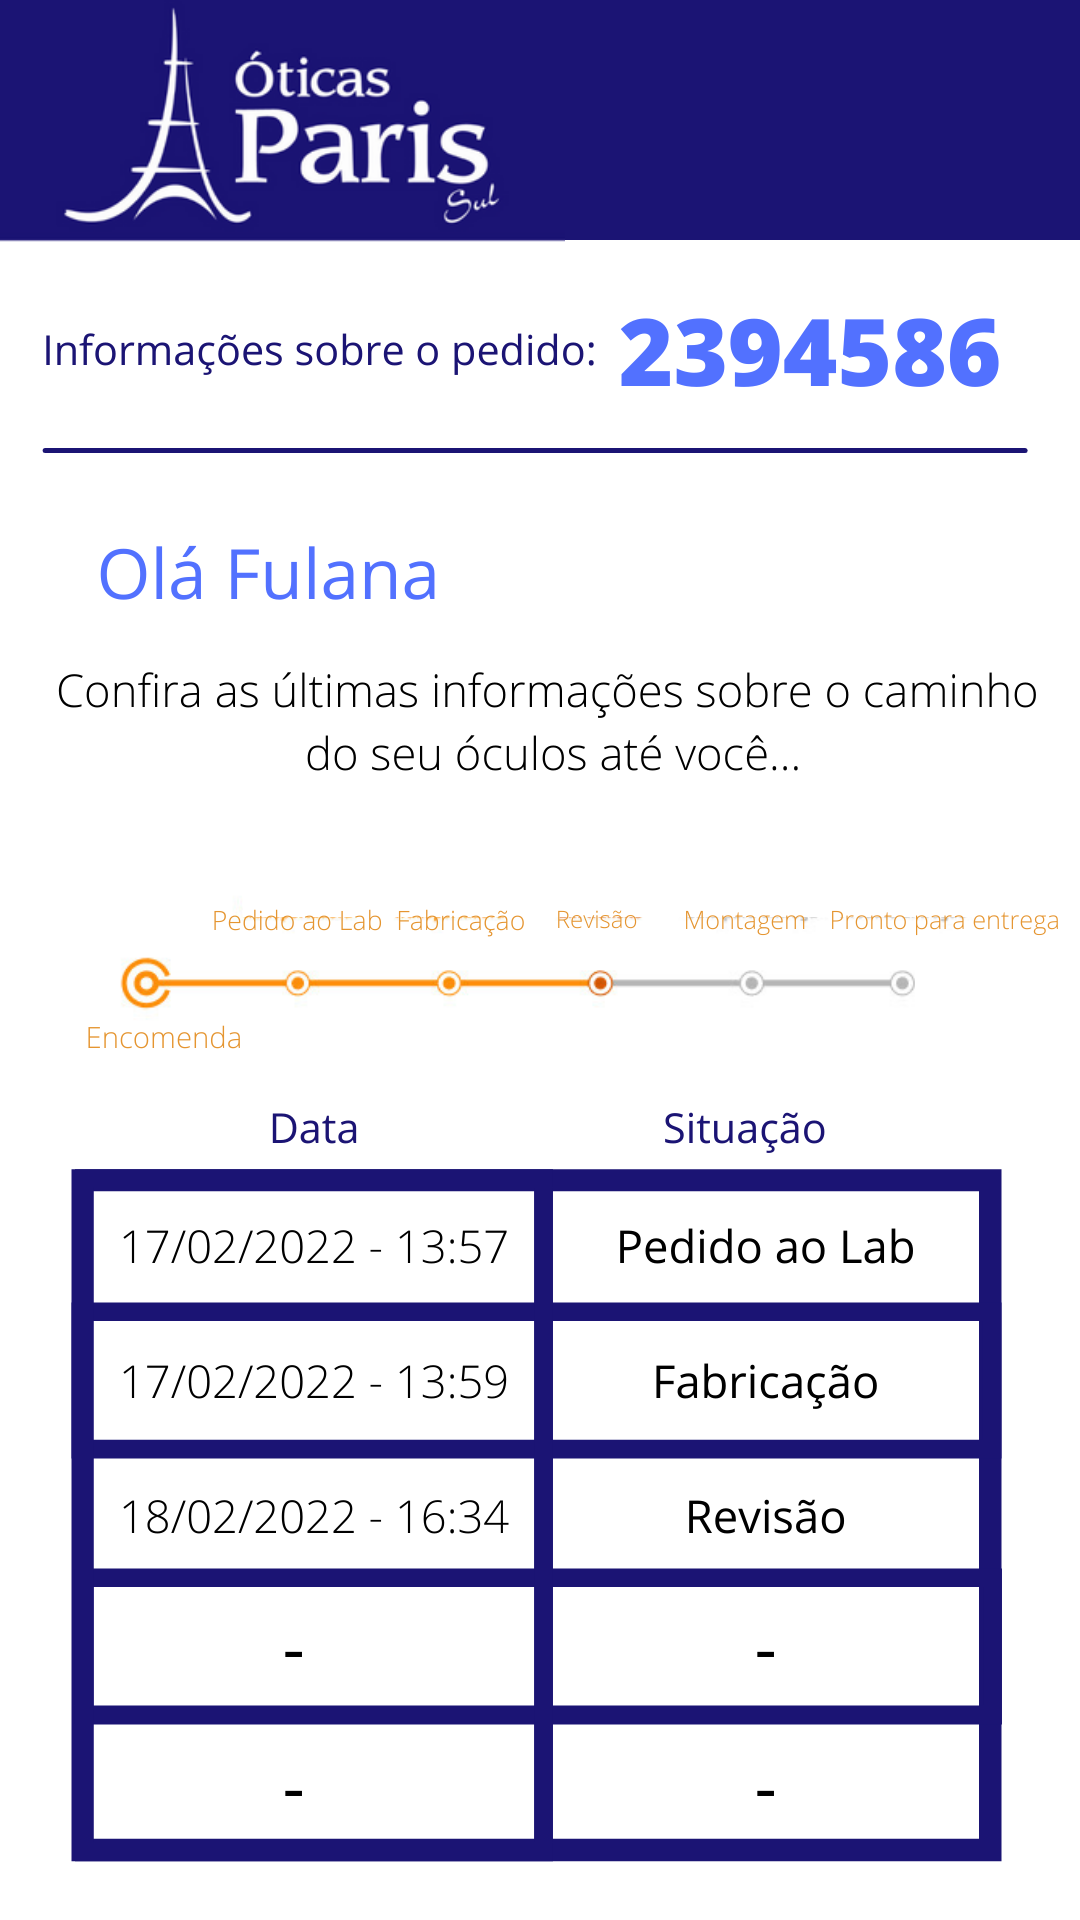 Óticas
Paris
Sul
Informações sobre o pedido: 2394586
Olá Fulana
Confira as últimas informações sobre o caminho
do seu óculos até você...
Pedido ao Lab Fabricação Revisão Montagem Pronto para entrega
Encomenda
Data Situação
17/02/2022 - 13:57 Pedido ao Lab
17/02/2022 - 13:59 Fabricação
18/02/2022 - 16:34 Revisão
- -
- -